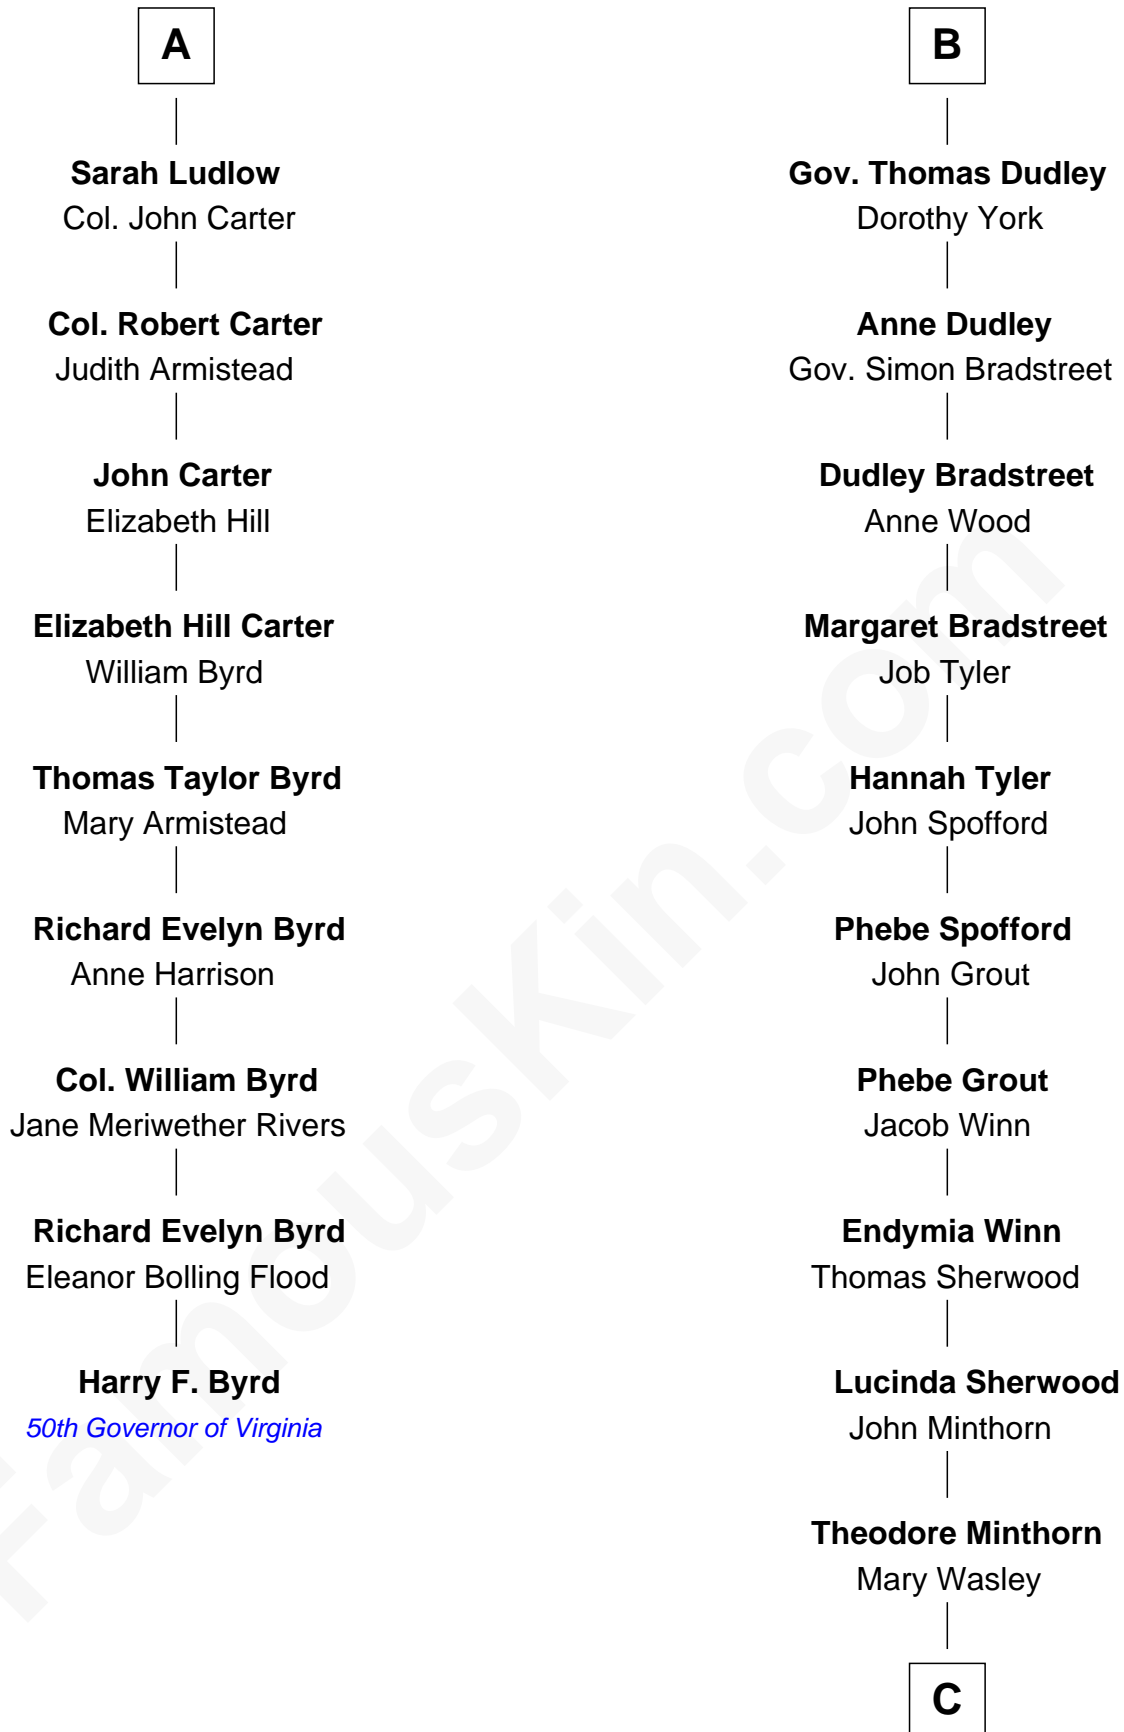 A
Sarah Ludlow
Col. John Carter
Col. Robert Carter
Judith Armistead
John Carter
Elizabeth Hill
Elizabeth Hill Carter
William Byrd
Thomas Taylor Byrd
Mary Armistead
Richard Evelyn Byrd
Anne Harrison
Col. William Byrd
Jane Meriwether Rivers
Richard Evelyn Byrd
Eleanor Bolling Flood
Harry F. Byrd
50th Governor of Virginia
B
Gov. Thomas Dudley
Dorothy York
Anne Dudley
Gov. Simon Bradstreet
Dudley Bradstreet
Anne Wood
Margaret Bradstreet
Job Tyler
Hannah Tyler
John Spofford
Phebe Spofford
John Grout
Phebe Grout
Jacob Winn
Endymia Winn
Thomas Sherwood
Lucinda Sherwood
John Minthorn
Theodore Minthorn
Mary Wasley
C
FamousKin.com